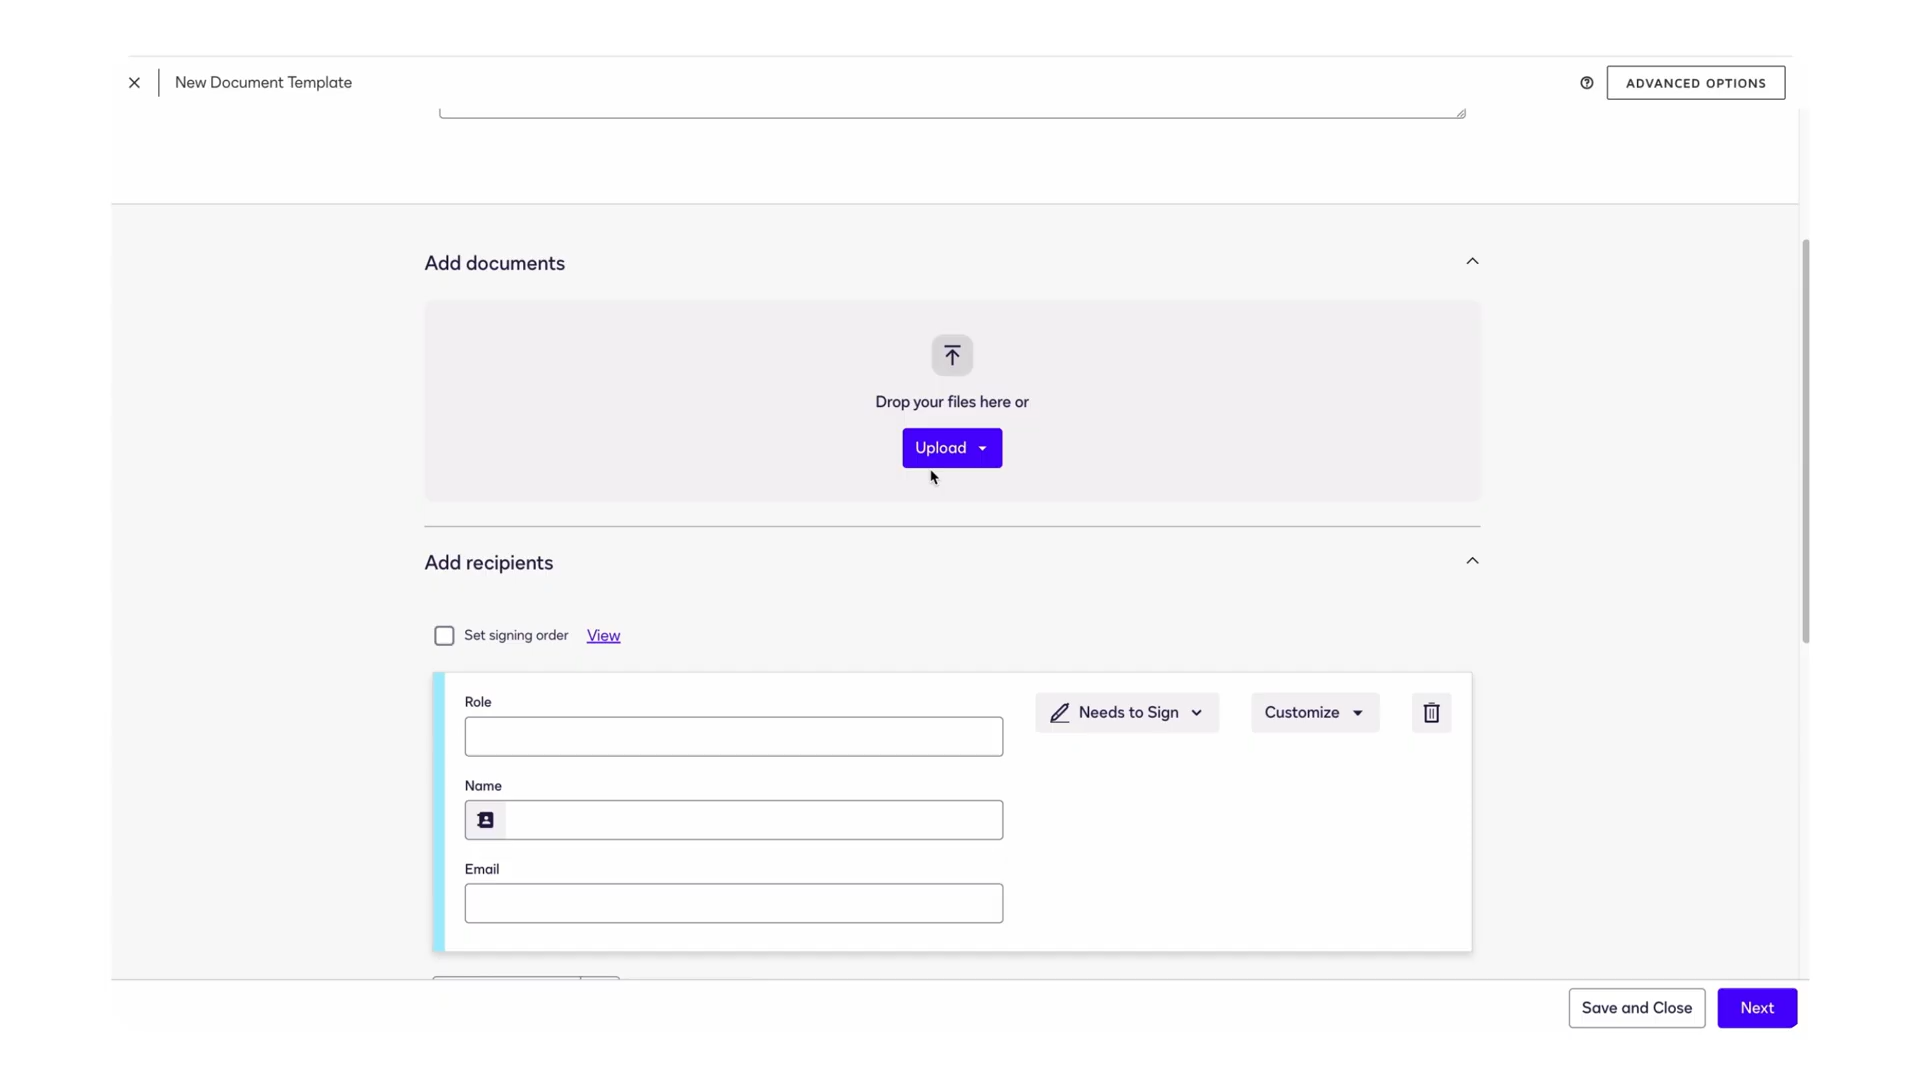 New Document Template
ADVANCED OPTIONS
Add documents
Drop your files here or
Upload
Add recipients
Set signing order View
Role
Needs to Sign
Customize
Name
Email
Save and Close
Next